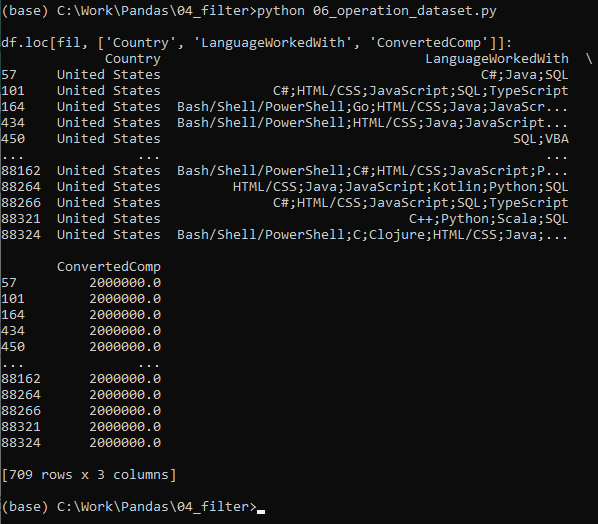 (base) C:\Work\Pandas\04_filter>python 06_operation_dataset.py
df.loc[fil, ['Country', 'LanguageWorkedWith', 'ConvertedComp']]:
             Country                                 LanguageWorkedWith  \
57     United States                                        C#;Java;SQL
101    United States              C#;HTML/CSS;JavaScript;SQL;TypeScript
164    United States  Bash/Shell/PowerShell;Go;HTML/CSS;Java;JavaScr...
434    United States  Bash/Shell/PowerShell;HTML/CSS;Java;JavaScript...
450    United States                                            SQL;VBA
...              ...                                                ...
88162  United States  Bash/Shell/PowerShell;C#;HTML/CSS;JavaScript;P...
88264  United States         HTML/CSS;Java;JavaScript;Kotlin;Python;SQL
88266  United States              C#;HTML/CSS;JavaScript;SQL;TypeScript
88321  United States                               C++;Python;Scala;SQL
88324  United States  Bash/Shell/PowerShell;C;Clojure;HTML/CSS;Java;...
       ConvertedComp
57         2000000.0
101        2000000.0
164        2000000.0
434        2000000.0
450        2000000.0
...              ...
88162      2000000.0
88264      2000000.0
88266      2000000.0
88321      2000000.0
88324      2000000.0
[709 rows x 3 columns]
(base) C:\Work\Pandas\04_filter>